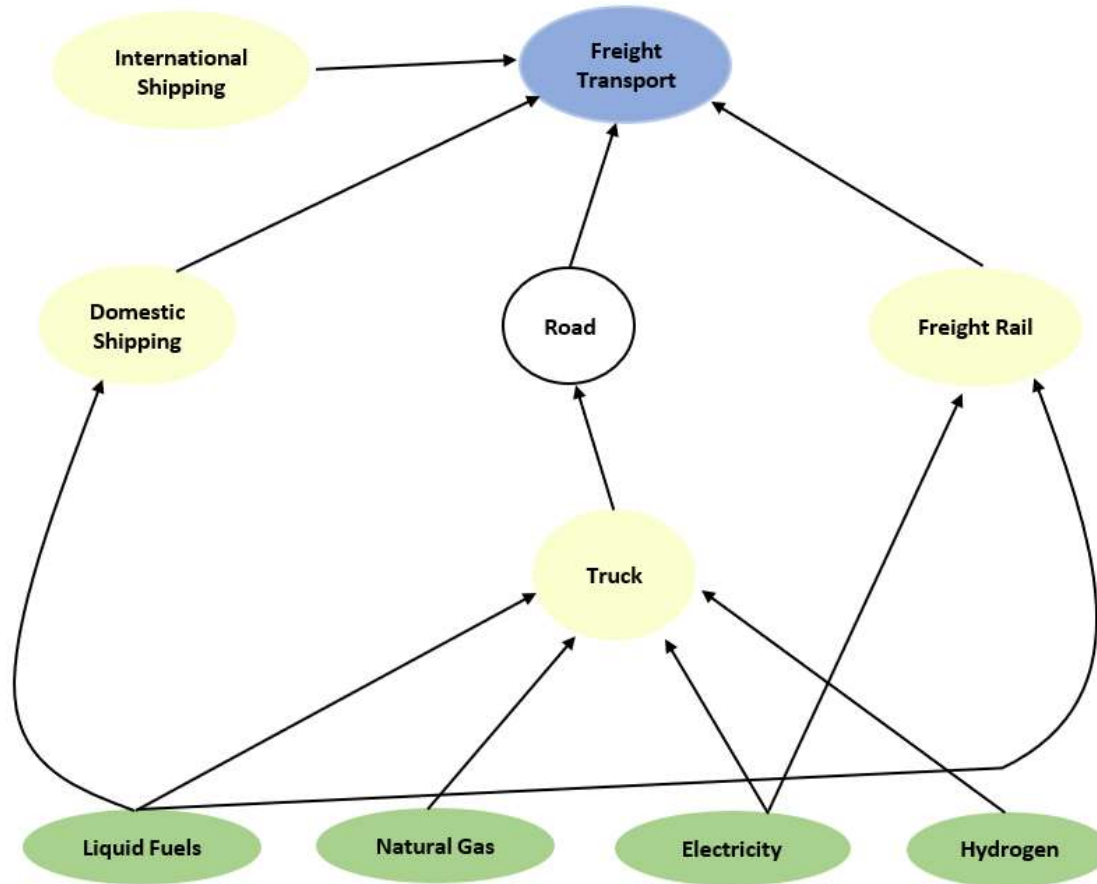 International
Shipping
Freight
Transport
Domestic
Shipping
Road
Freight Rail
Truck
Liquid Fuels
Natural Gas
Electricity
Hydrogen